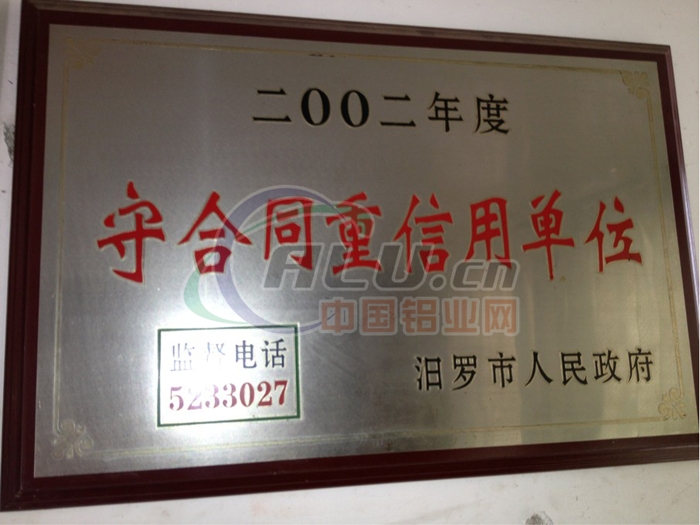 二00二年度
守合同重信用单位
ALU.cn
中国铝业网
监督电话
5233027
汨罗市人民政府